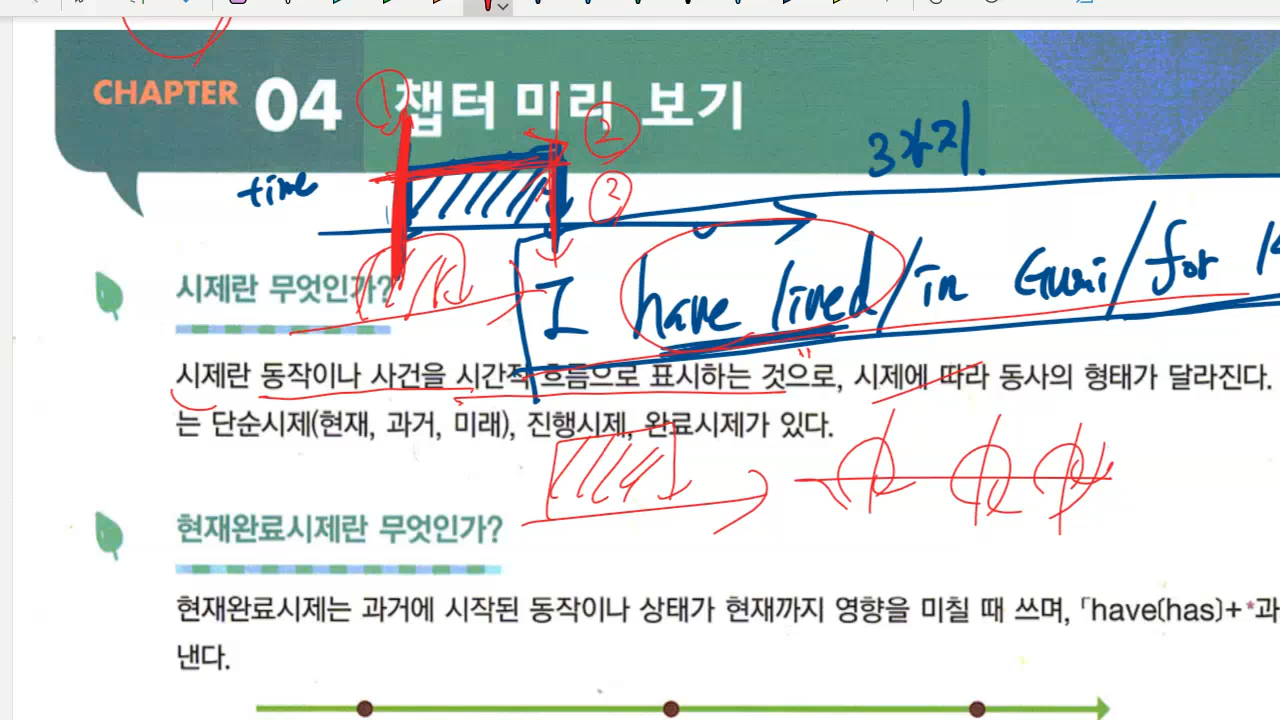 CHAPTER 04 챕터 미리 보기
① ②
3가지.
time
②
시제란 무엇인가?
I have lived / in Guri / for
시제란 동작이나 사건을 시간적 흐름으로 표시하는 것으로, 시제에 따라 동사의 형태가 달라진다.
는 단순시제(현재, 과거, 미래), 진행시제, 완료시제가 있다.
현재완료시제란 무엇인가?
현재완료시제는 과거에 시작된 동작이나 상태가 현재까지 영향을 미칠 때 쓰며, 「have(has)+*과
낸다.